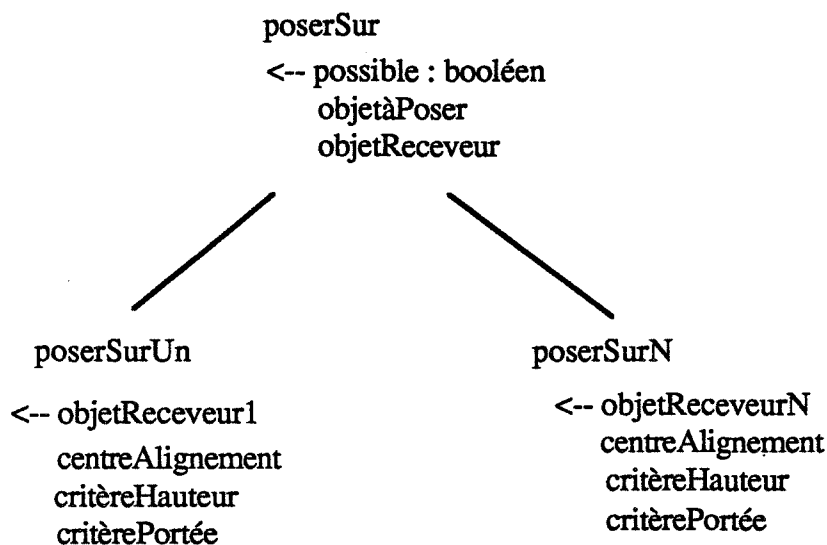 poserSur
<-- possible : booléen
objetàPoser
objetReceveur
poserSurUn
<-- objetReceveur1
centreAlignement
critèreHauteur
critèrePortée
poserSurN
<-- objetReceveurN
centreAlignement
critèreHauteur
critèrePortée